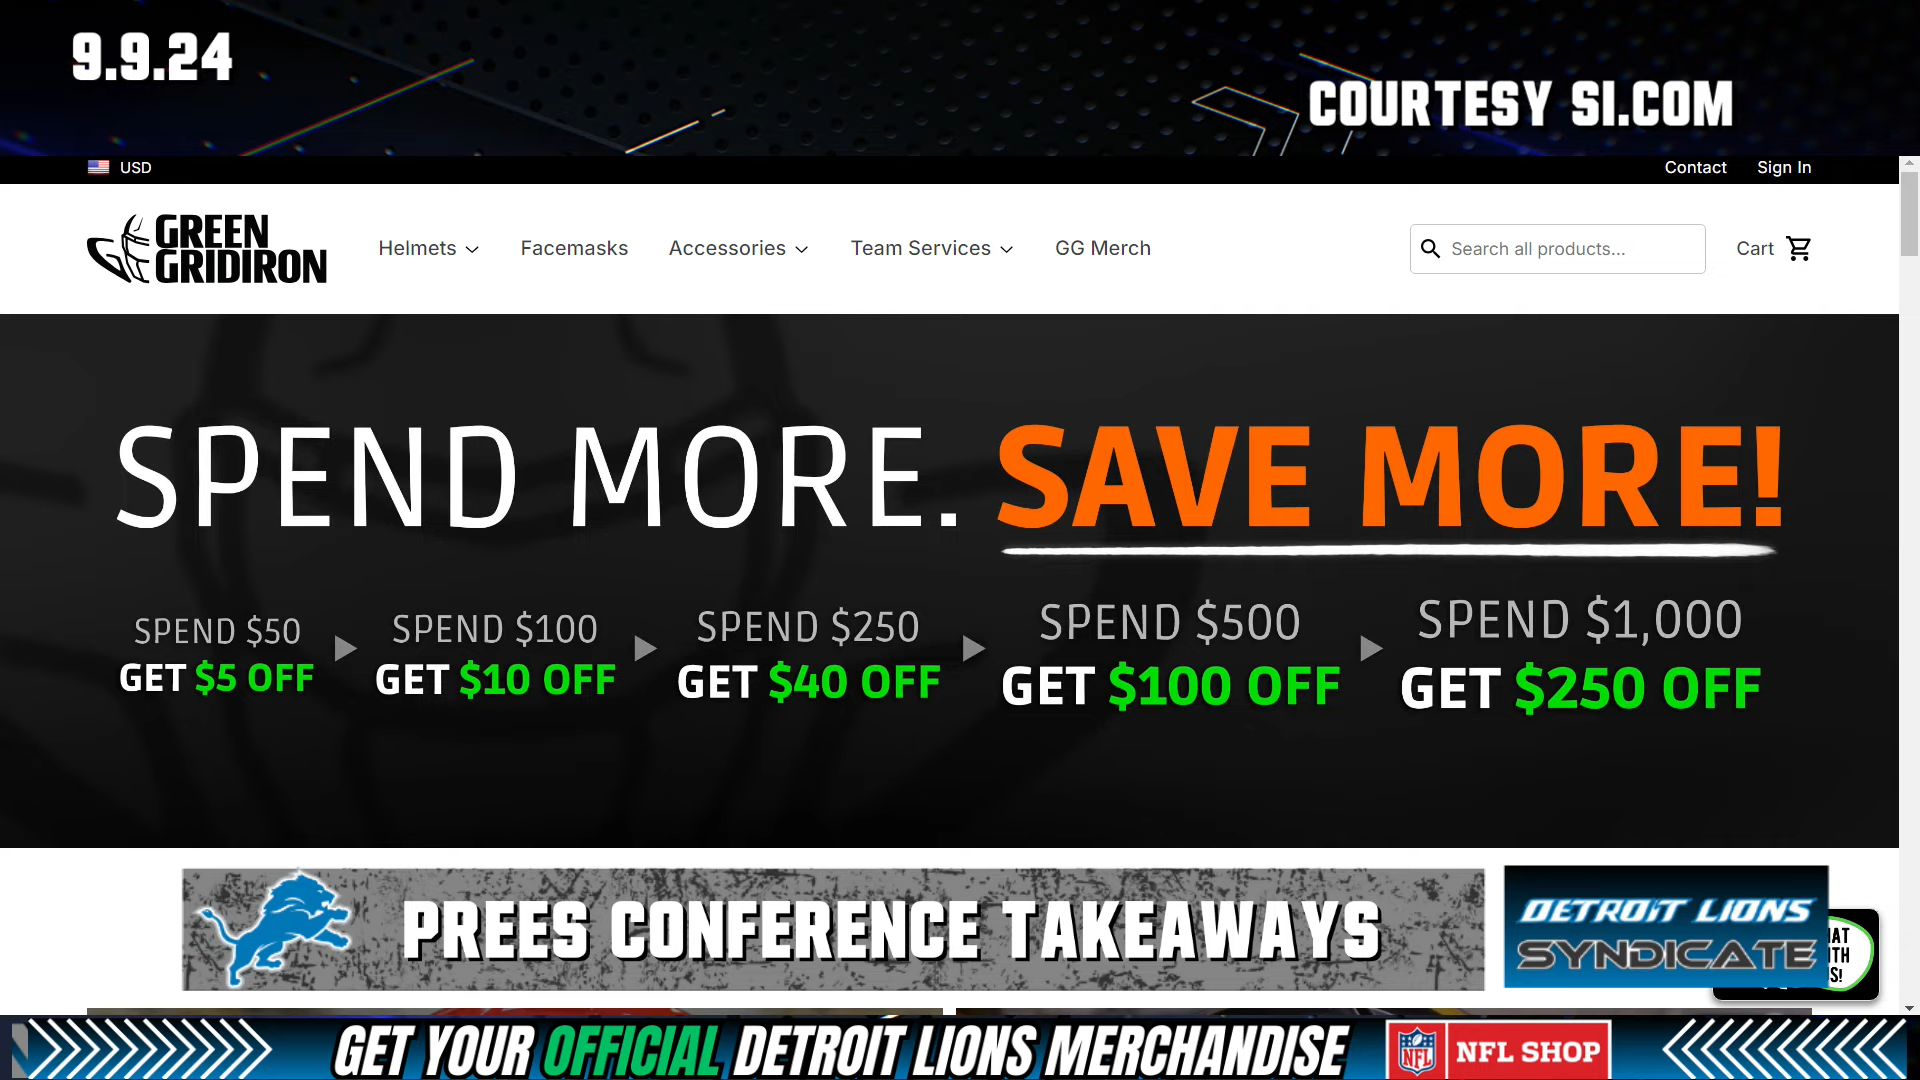 9.9.24
COURTESY SI.COM
USD
Contact
Sign In
GREEN
GRIDIRON
Helmets
Facemasks
Accessories
Team Services
GG Merch
Search all products...
Cart
SPEND MORE. SAVE MORE!
SPEND $50
GET $5 OFF
SPEND $100
GET $10 OFF
SPEND $250
GET $40 OFF
SPEND $500
GET $100 OFF
SPEND $1,000
GET $250 OFF
PREES CONFERENCE TAKEAWAYS
DETROIT LIONS
SYNDICATE
GET YOUR OFFICIAL DETROIT LIONS MERCHANDISE
NFL
NFL SHOP